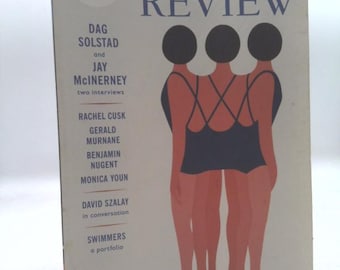 REVIEW
DAG
SOLSTAD
and
JAY
McINERNEY
two interviews
RACHEL CUSK
GERALD
MURNANE
BENJAMIN
NUGENT
MONICA YOUN
DAVID SZALAY
in conversation
SWIMMERS
a portfolio